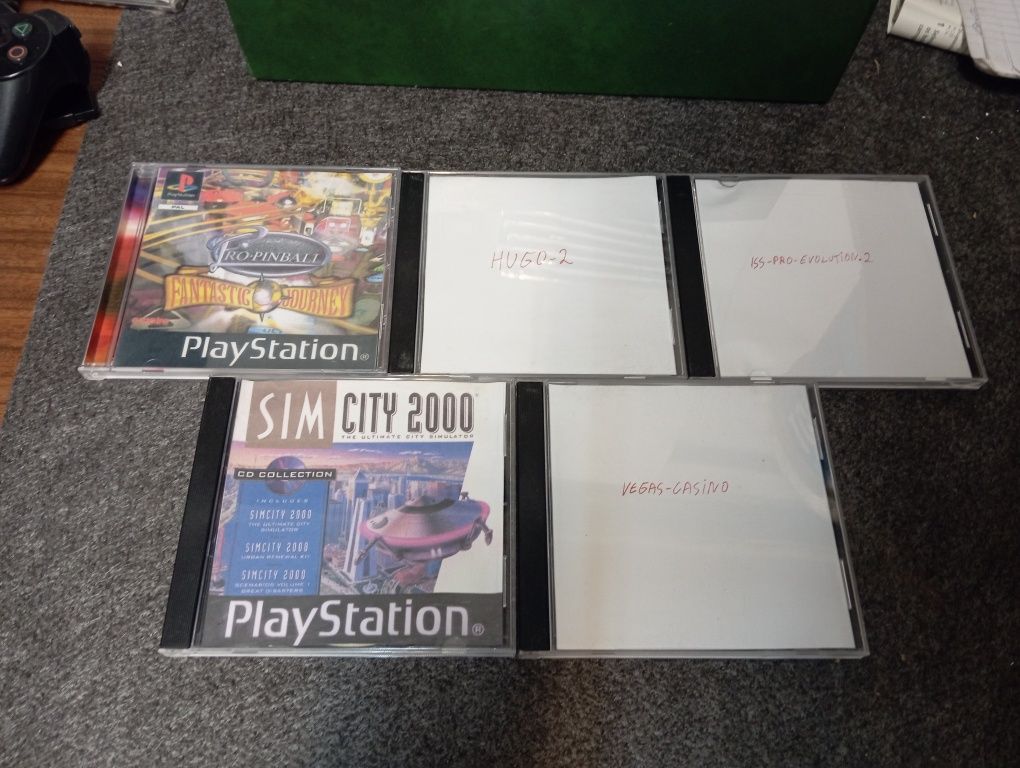 PlayStation
PAL
PRO-PINBALL
FANTASTIC JOURNEY
PlayStation
HUGO-2
ISS-PRO-EVOLUTION-2
SIM CITY 2000
THE ULTIMATE CITY SIMULATOR
CD COLLECTION
INCLUDES
SIMCITY 2000
THE ULTIMATE CITY
SIMULATOR
SIMCITY 2000
URBAN RENEWAL KIT
SIMCITY 2000
SCENARIOS VOLUME 1
GREAT DISASTERS
PlayStation
VEGAS-CASINO